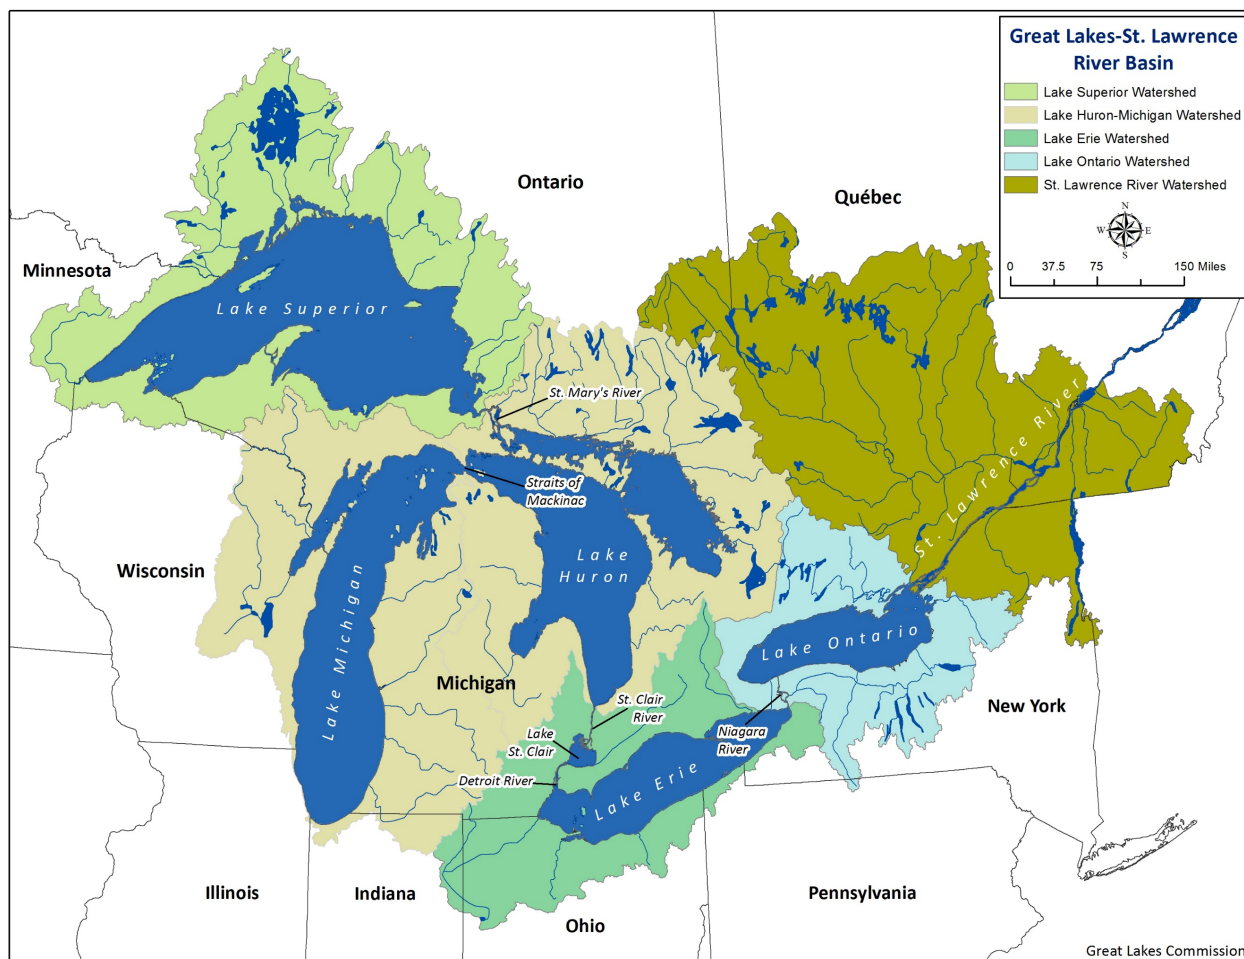 Great Lakes-St. Lawrence
River Basin
Lake Superior Watershed
Lake Huron-Michigan Watershed
Lake Erie Watershed
Lake Ontario Watershed
St. Lawrence River Watershed
N
W E
S
0 37.5 75 150 Miles
Ontario
Québec
Minnesota
Lake Superior
St. Mary's River
Straits of
Mackinac
St. Lawrence River
Wisconsin
Lake
Huron
Lake Michigan
Lake Ontario
Michigan
St. Clair
River
New York
Lake
St. Clair
Niagara
River
Detroit River
Lake Erie
Illinois
Indiana
Ohio
Pennsylvania
Great Lakes Commission